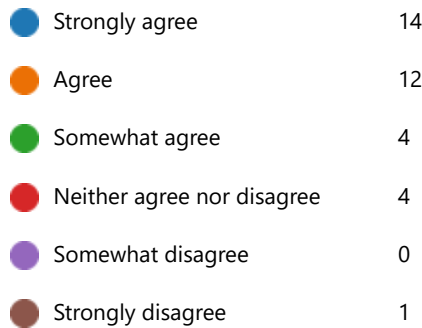 Strongly agree 14
Agree 12
Somewhat agree 4
Neither agree nor disagree 4
Somewhat disagree 0
Strongly disagree 1